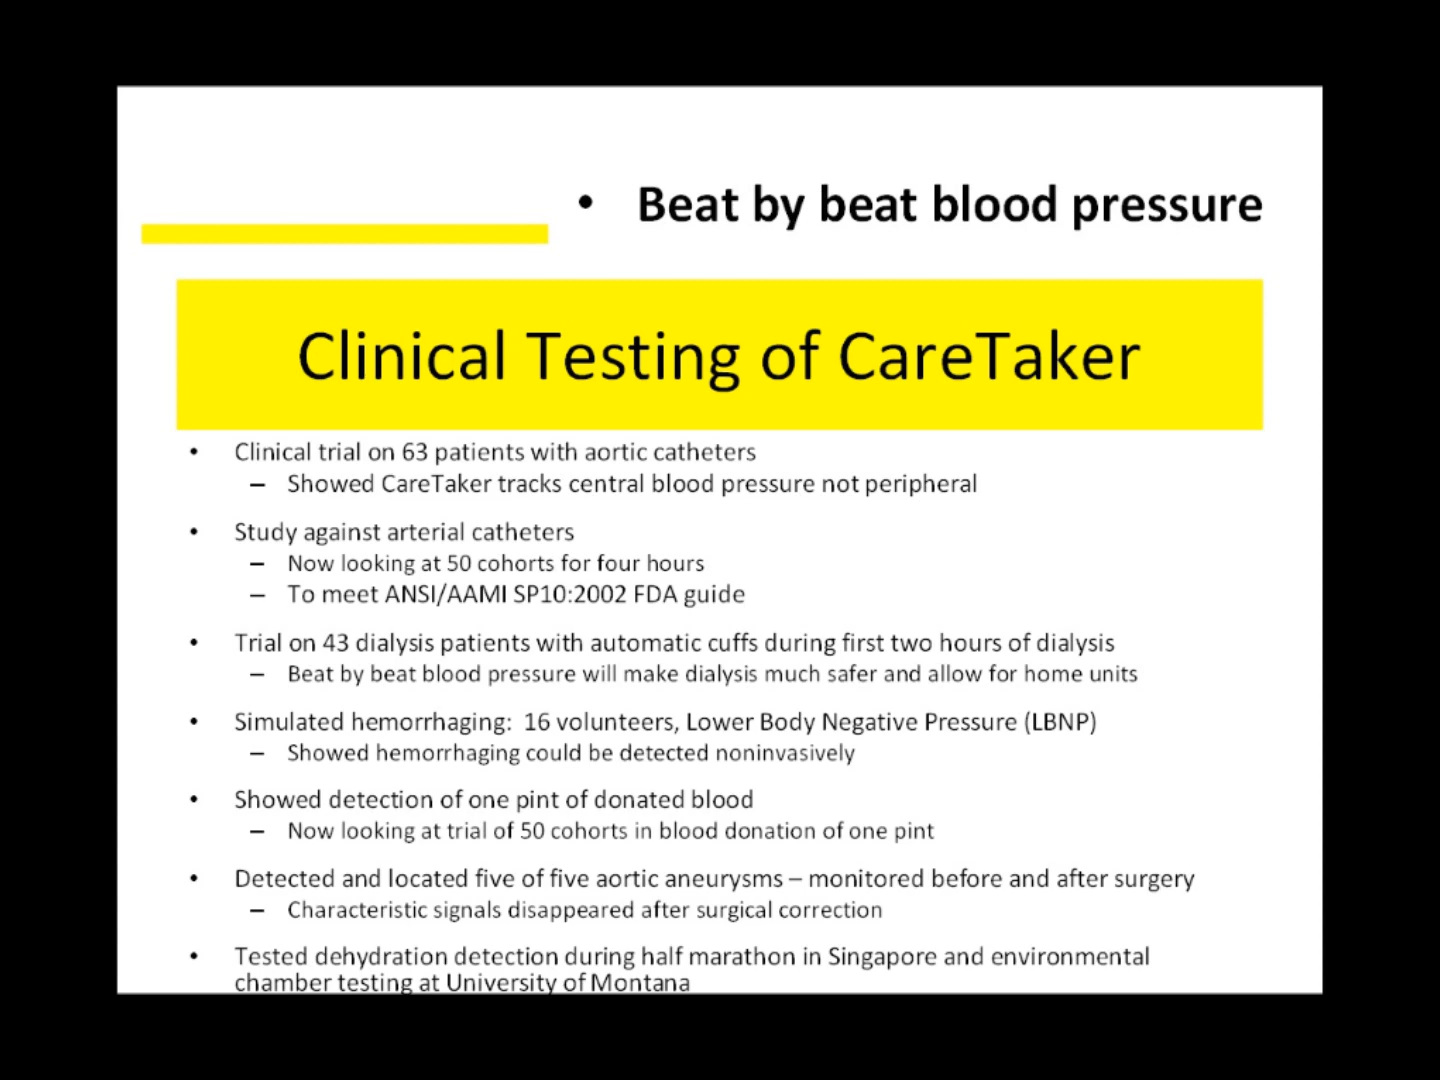 • Beat by beat blood pressure
Clinical Testing of CareTaker
• Clinical trial on 63 patients with aortic catheters
– Showed CareTaker tracks central blood pressure not peripheral
• Study against arterial catheters
– Now looking at 50 cohorts for four hours
– To meet ANSI/AAMI SP10:2002 FDA guide
• Trial on 43 dialysis patients with automatic cuffs during first two hours of dialysis
– Beat by beat blood pressure will make dialysis much safer and allow for home units
• Simulated hemorrhaging: 16 volunteers, Lower Body Negative Pressure (LBNP)
– Showed hemorrhaging could be detected noninvasively
• Showed detection of one pint of donated blood
– Now looking at trial of 50 cohorts in blood donation of one pint
• Detected and located five of five aortic aneurysms – monitored before and after surgery
– Characteristic signals disappeared after surgical correction
• Tested dehydration detection during half marathon in Singapore and environmental
chamber testing at University of Montana